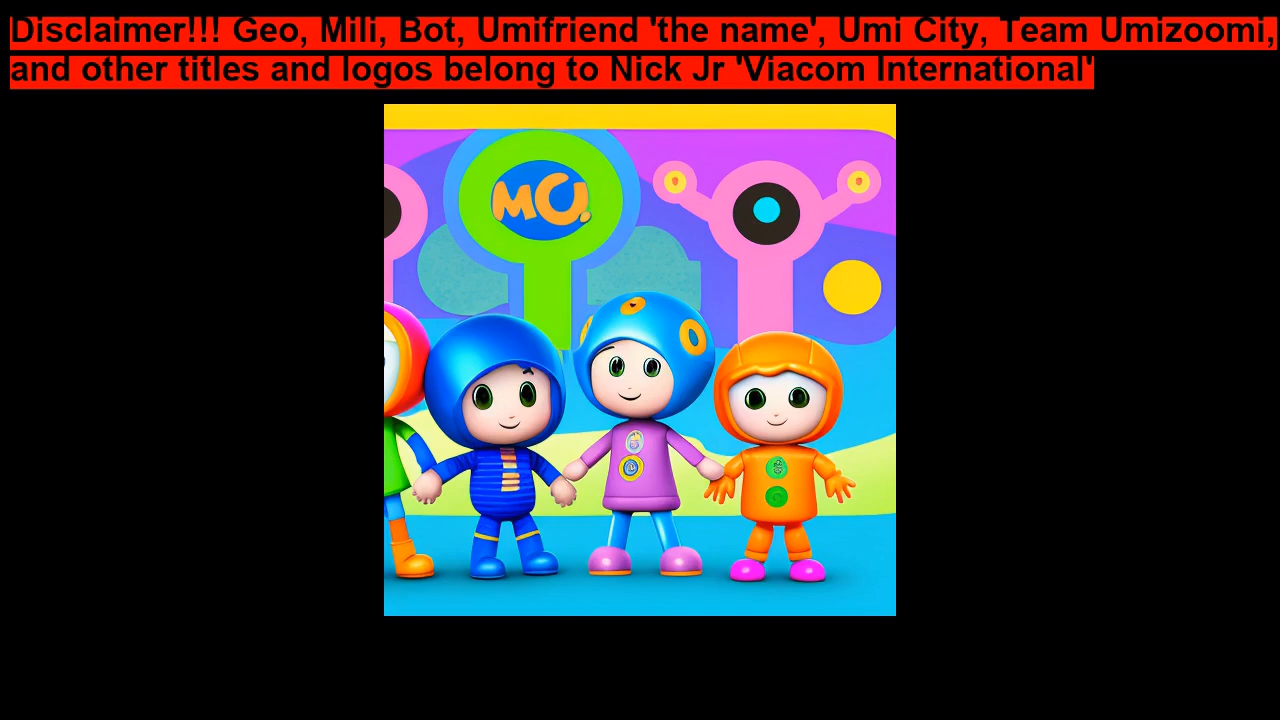 Disclaimer!!! Geo, Mili, Bot, Umifriend 'the name', Umi City, Team Umizoomi,
and other titles and logos belong to Nick Jr 'Viacom International'
MO!